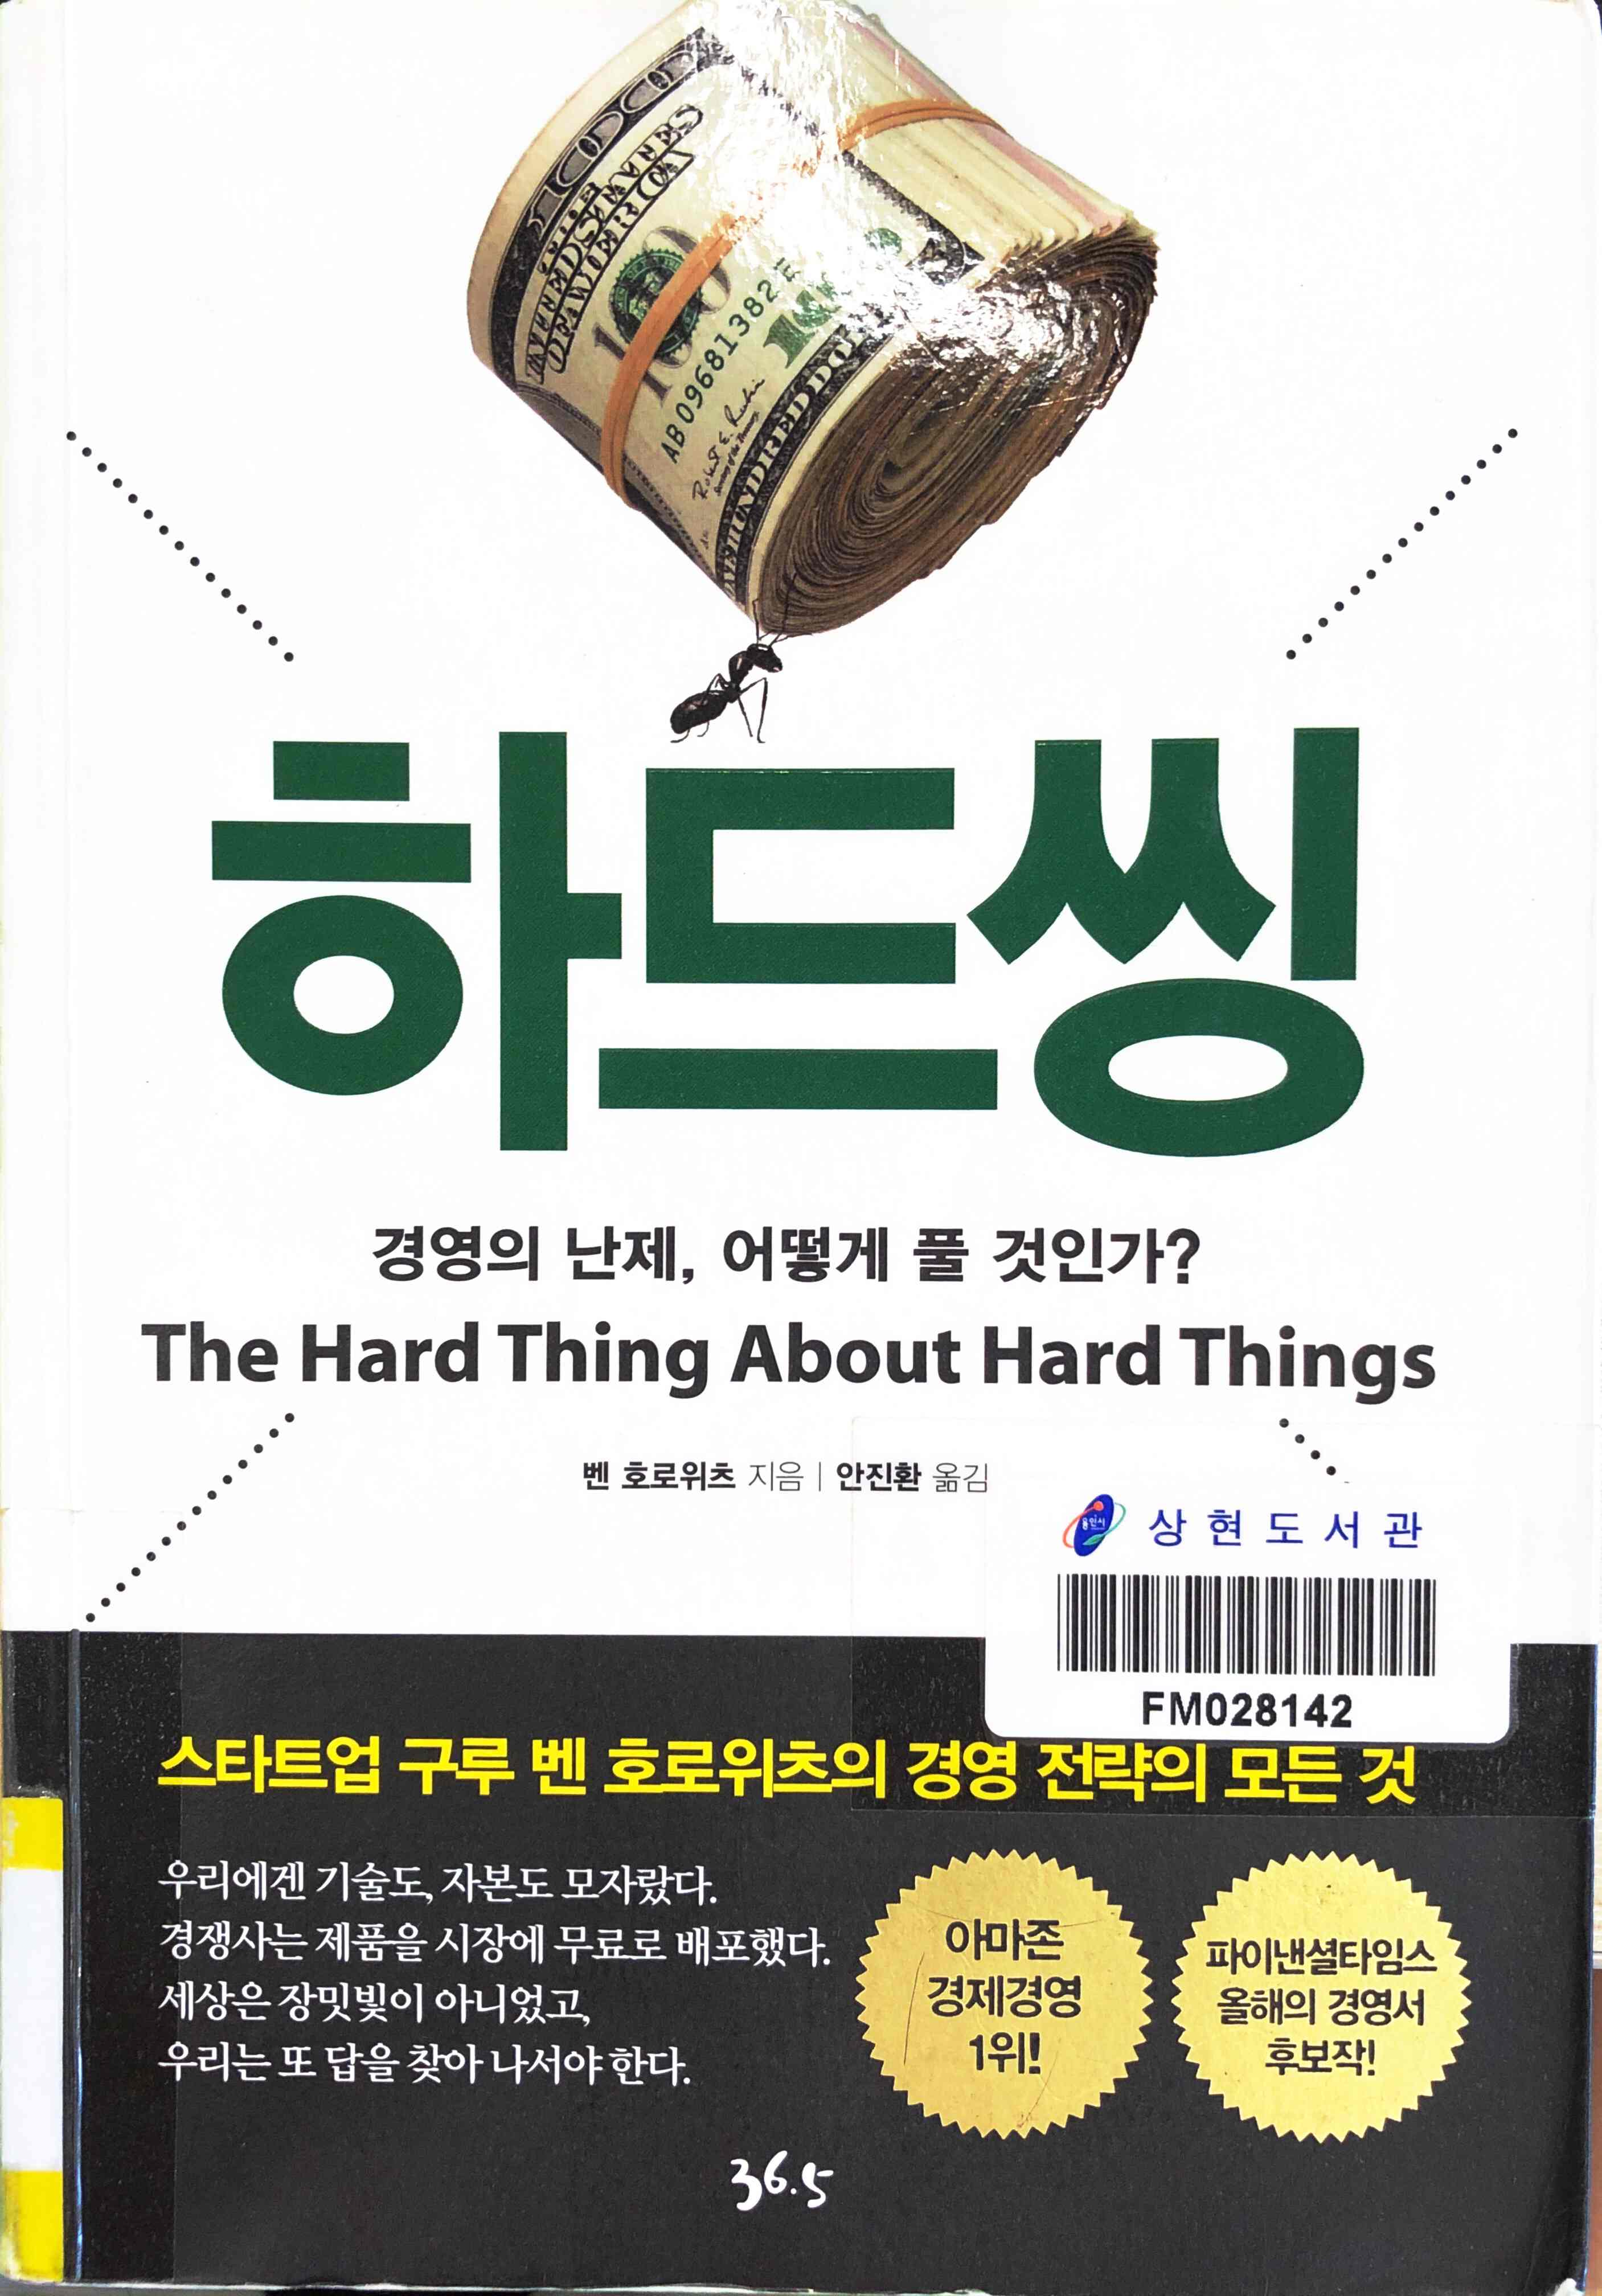 100
AB09681382
Robert E. Rubin
하드씽
경영의 난제, 어떻게 풀 것인가?
The Hard Thing About Hard Things
벤 호로위츠 지음 | 안진환 옮김
용인시
상현도서관
FM028142
스타트업 구루 벤 호로위츠의 경영 전략의 모든 것
우리에겐 기술도, 자본도 모자랐다.
경쟁사는 제품을 시장에 무료로 배포했다.
세상은 장밋빛이 아니었고,
우리는 또 답을 찾아 나서야 한다.
아마존
경제경영
1위!
파이낸셜타임스
올해의 경영서
후보작!
36.5